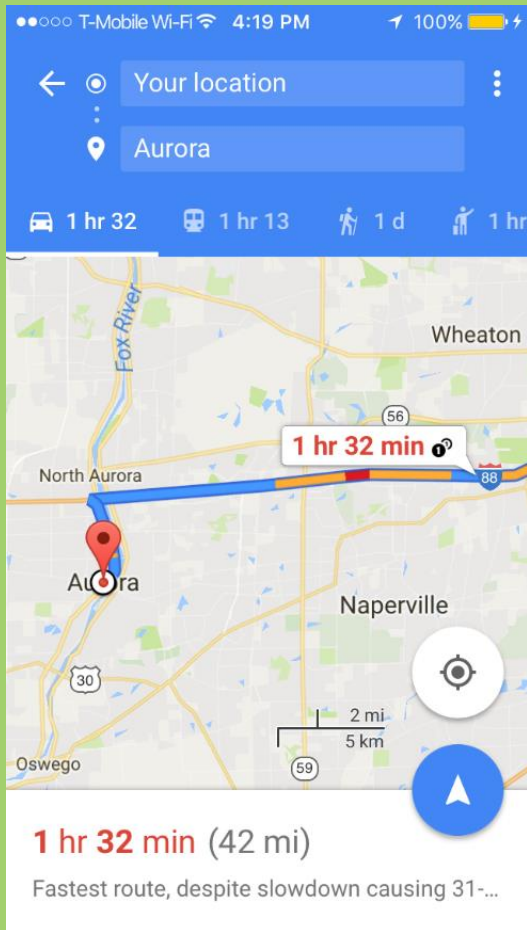 T-Mobile Wi-Fi 4:19 PM 100%
Your location
Aurora
1 hr 32 1 hr 13 1 d 1 hr
Fox River
Wheaton
56
1 hr 32 min
88
North Aurora
Aurora
Naperville
30
2 mi
5 km
Oswego
59
1 hr 32 min (42 mi)
Fastest route, despite slowdown causing 31-...